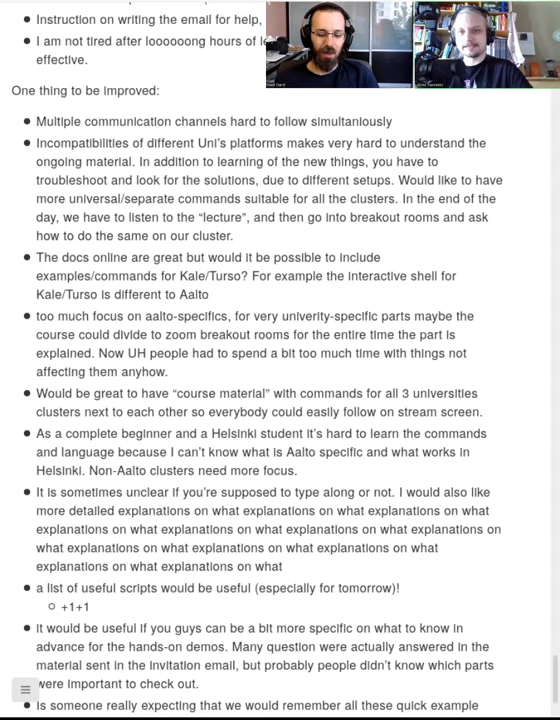 Instruction on writing the email for help,
I am not tired after loooooong hours of le
effective.
One thing to be improved:
Multiple communication channels hard to follow simultaniously
Incompatibilities of different Uni's platforms makes very hard to understand the
ongoing material. In addition to learning of the new things, you have to
troubleshoot and look for the solutions, due to different setups. Would like to have
more universal/separate commands suitable for all the clusters. In the end of the
day, we have to listen to the "lecture", and then go into breakout rooms and ask
how to do the same on our cluster.
The docs online are great but would it be possible to include
examples/commands for Kale/Turso? For example the interactive shell for
Kale/Turso is different to Aalto
too much focus on aalto-specifics, for very univerity-specific parts maybe the
course could divide to zoom breakout rooms for the entire time the part is
explained. Now UH people had to spend a bit too much time with things not
affecting them anyhow.
Would be great to have "course material" with commands for all 3 universities
clusters next to each other so everybody could easily follow on stream screen.
As a complete beginner and a Helsinki student it's hard to learn the commands
and language because I can't know what is Aalto specific and what works in
Helsinki. Non-Aalto clusters need more focus.
It is sometimes unclear if you're supposed to type along or not. I would also like
more detailed explanations on what explanations on what explanations on what
explanations on what explanations on what explanations on what explanations on
what explanations on what explanations on what explanations on what
explanations on what explanations on what
a list of useful scripts would be useful (especially for tomorrow)!
+1+1
it would be useful if you guys can be a bit more specific on what to know in
advance for the hands-on demos. Many question were actually answered in the
material sent in the invitation email, but probably people didn't know which parts
were important to check out.
Is someone really expecting that we would remember all these quick example